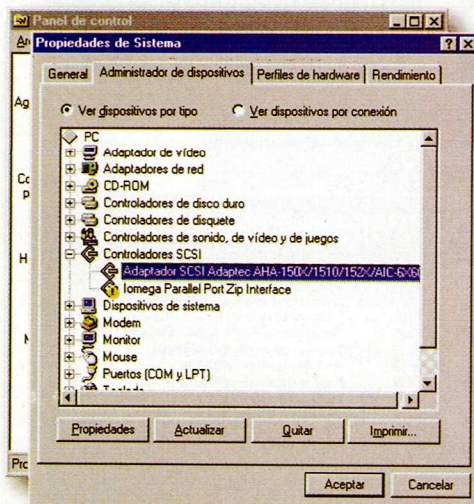 Panel de control
Propiedades de Sistema
General Administrador de dispositivos Perfiles de hardware Rendimiento
Ver dispositivos por tipo Ver dispositivos por conexión
PC
Adaptador de vídeo
Adaptadores de red
CD-ROM
Controladores de disco duro
Controladores de disquete
Controladores de sonido, de vídeo y de juegos
Controladores SCSI
Adaptador SCSI Adaptec AHA-150X/1510/152X/AIC-6X60
Iomega Parallel Port Zip Interface
Dispositivos de sistema
Modem
Monitor
Mouse
Puertos (COM y LPT)
Teclado
Propiedades Actualizar Quitar Imprimir...
Aceptar Cancelar